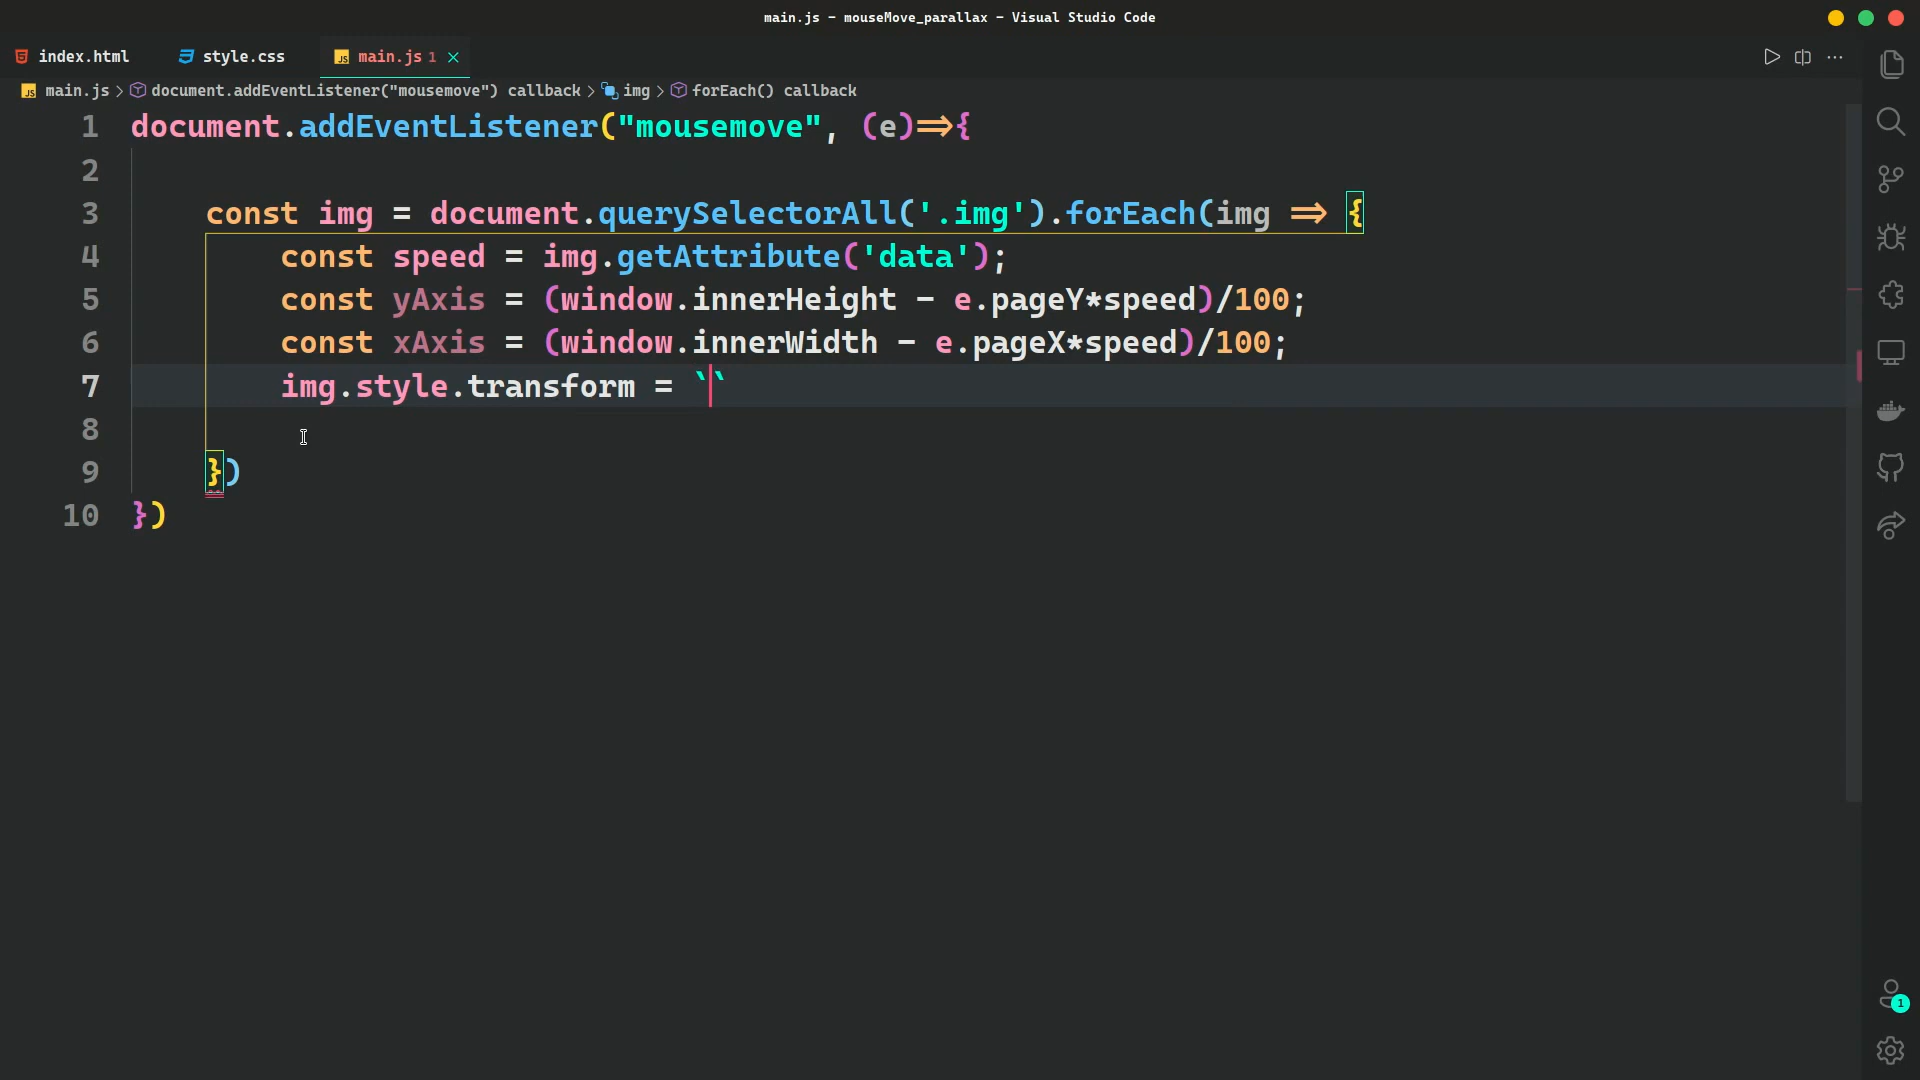 main.js - mouseMove_parallax - Visual Studio Code
index.html
style.css
main.js 1
main.js > document.addEventListener("mousemove") callback > img > forEach() callback
1 document.addEventListener("mousemove", (e)=>{
2
3 const img = document.querySelectorAll('.img').forEach(img => {
4 const speed = img.getAttribute('data');
5 const yAxis = (window.innerHeight - e.pageY*speed)/100;
6 const xAxis = (window.innerWidth - e.pageX*speed)/100;
7 img.style.transform = ``
8
9 })
10 })
1